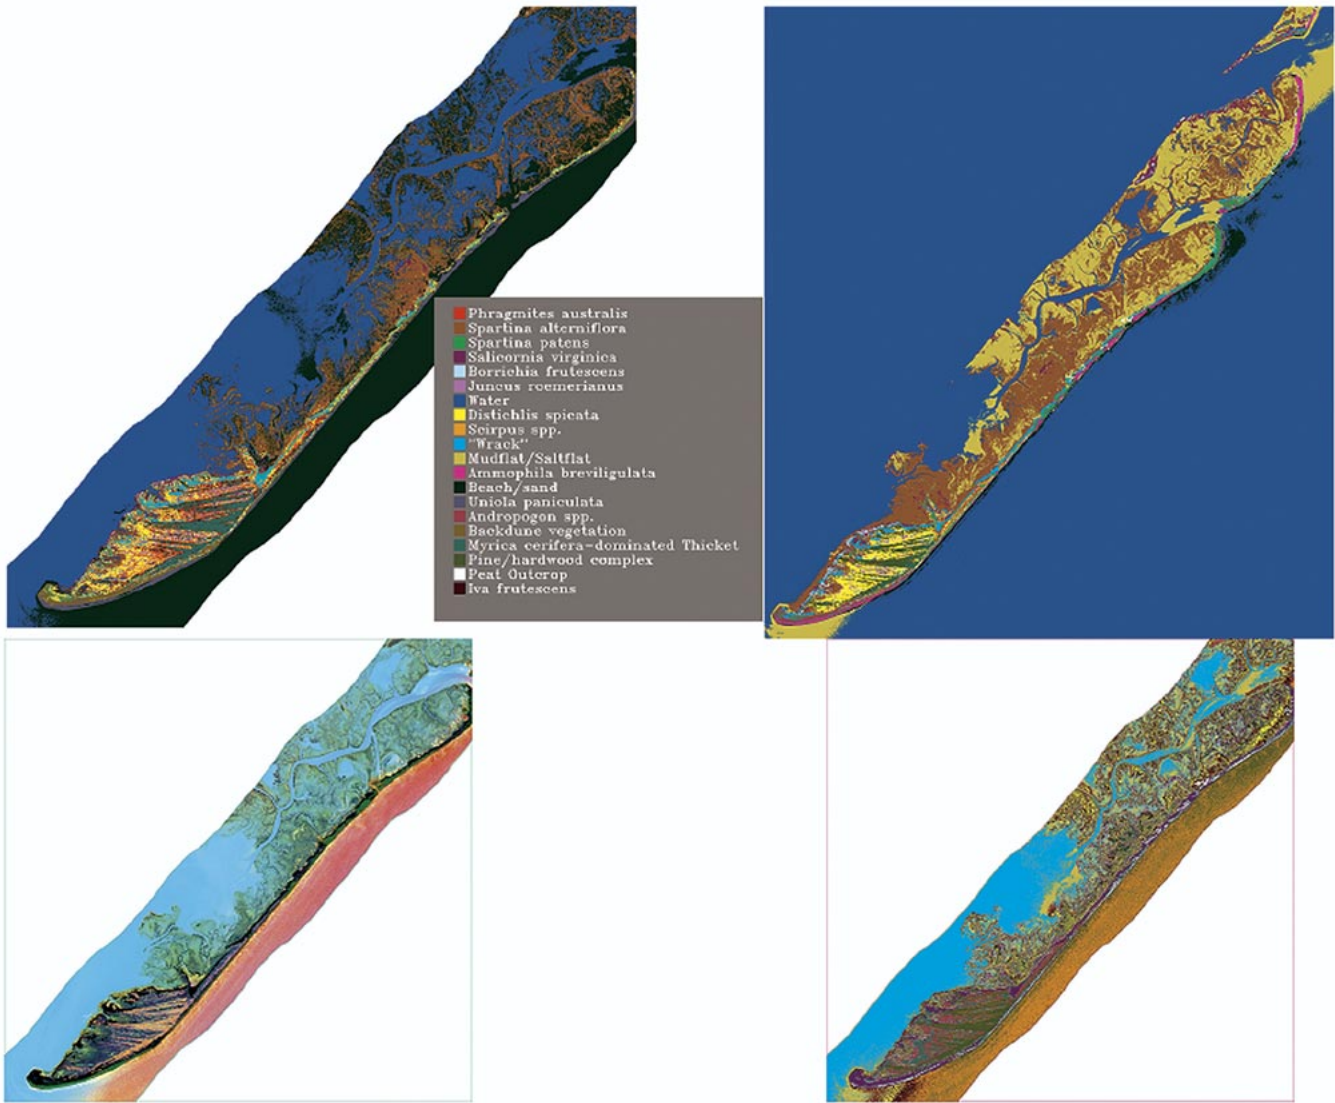 Phragmites australis
Spartina alterniflora
Spartina patens
Salicornia virginica
Borrichia frutescens
Juncus roemerianus
Water
Distichlis spicata
Scirpus spp.
"Wrack"
Mudflat/Saltflat
Ammophila breviligulata
Beach/sand
Uniola paniculata
Andropogon spp.
Backdune vegetation
Myrica cerifera-dominated Thicket
Pine/hardwood complex
Peat Outcrop
Iva frutescens